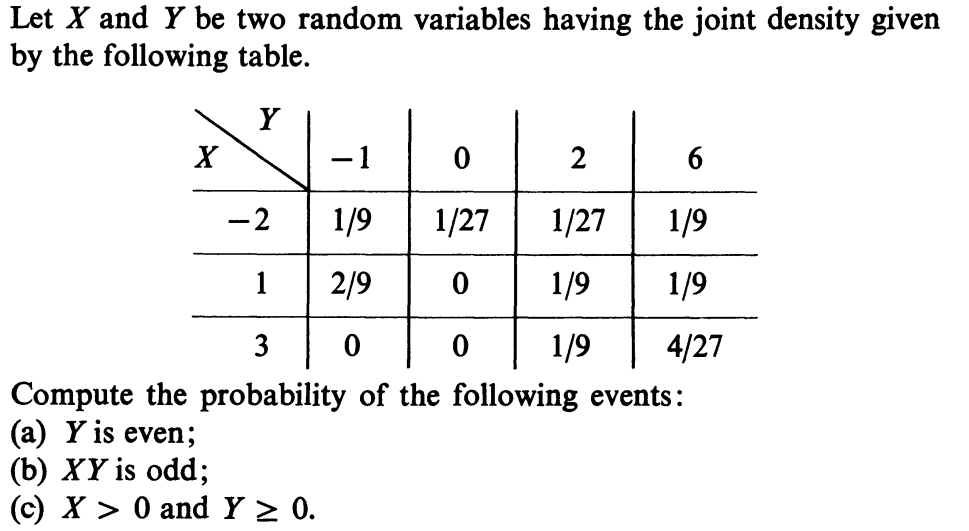 Let X and Y be two random variables having the joint density given
by the following table.
Y
X −1 0 2 6
−2 1/9 1/27 1/27 1/9
1 2/9 0 1/9 1/9
3 0 0 1/9 4/27
Compute the probability of the following events:
(a) Y is even;
(b) XY is odd;
(c) X > 0 and Y ≥ 0.